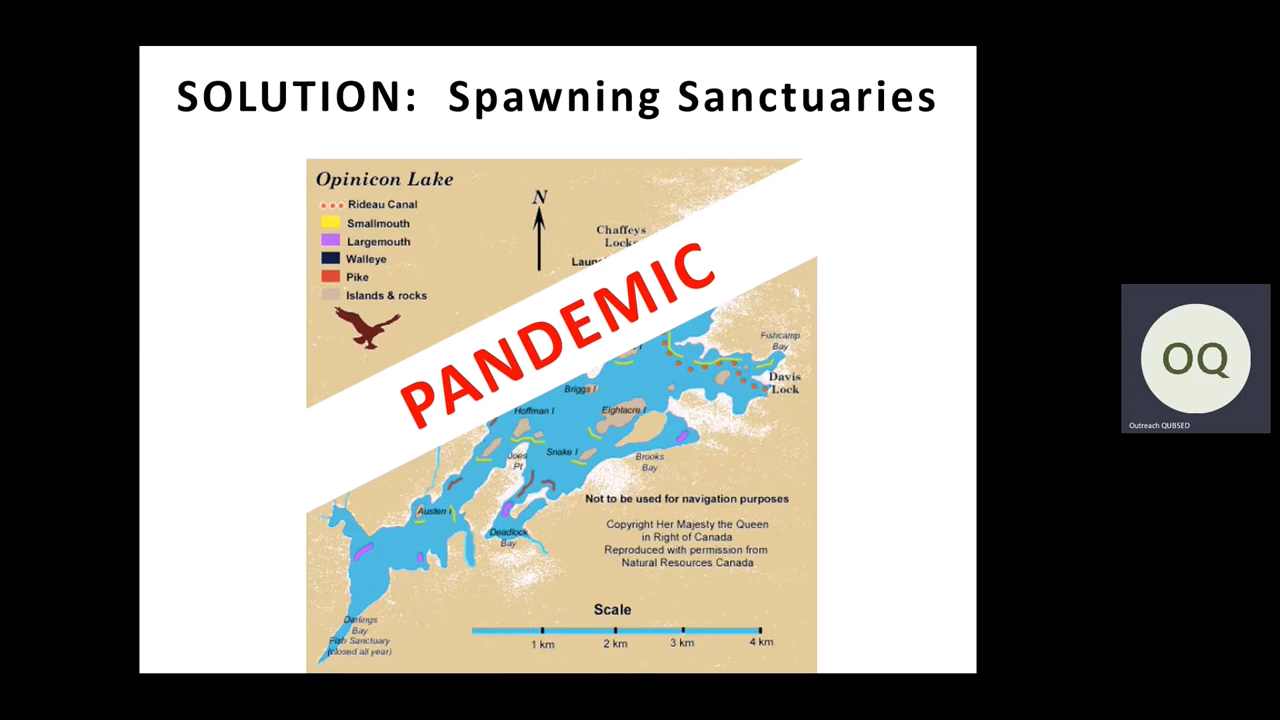 SOLUTION: Spawning Sanctuaries
Opinicon Lake
Rideau Canal
Smallmouth
Largemouth
Walleye
Pike
Islands & rocks
N
Chaffeys
PANDEMIC
Fishcamp
Bay
Davis
Lock
Briggs I
Hoffman I
Eightacre I
Joes
Pt
Snake I
Brooks
Bay
Austen I
Deadlock
Bay
Not to be used for navigation purposes
Copyright Her Majesty the Queen
in Right of Canada
Reproduced with permission from
Natural Resources Canada
Scale
1 km 2 km 3 km 4 km
Darlings
Bay
Fish Sanctuary
(closed all year)
OQ
Outreach QUBSED